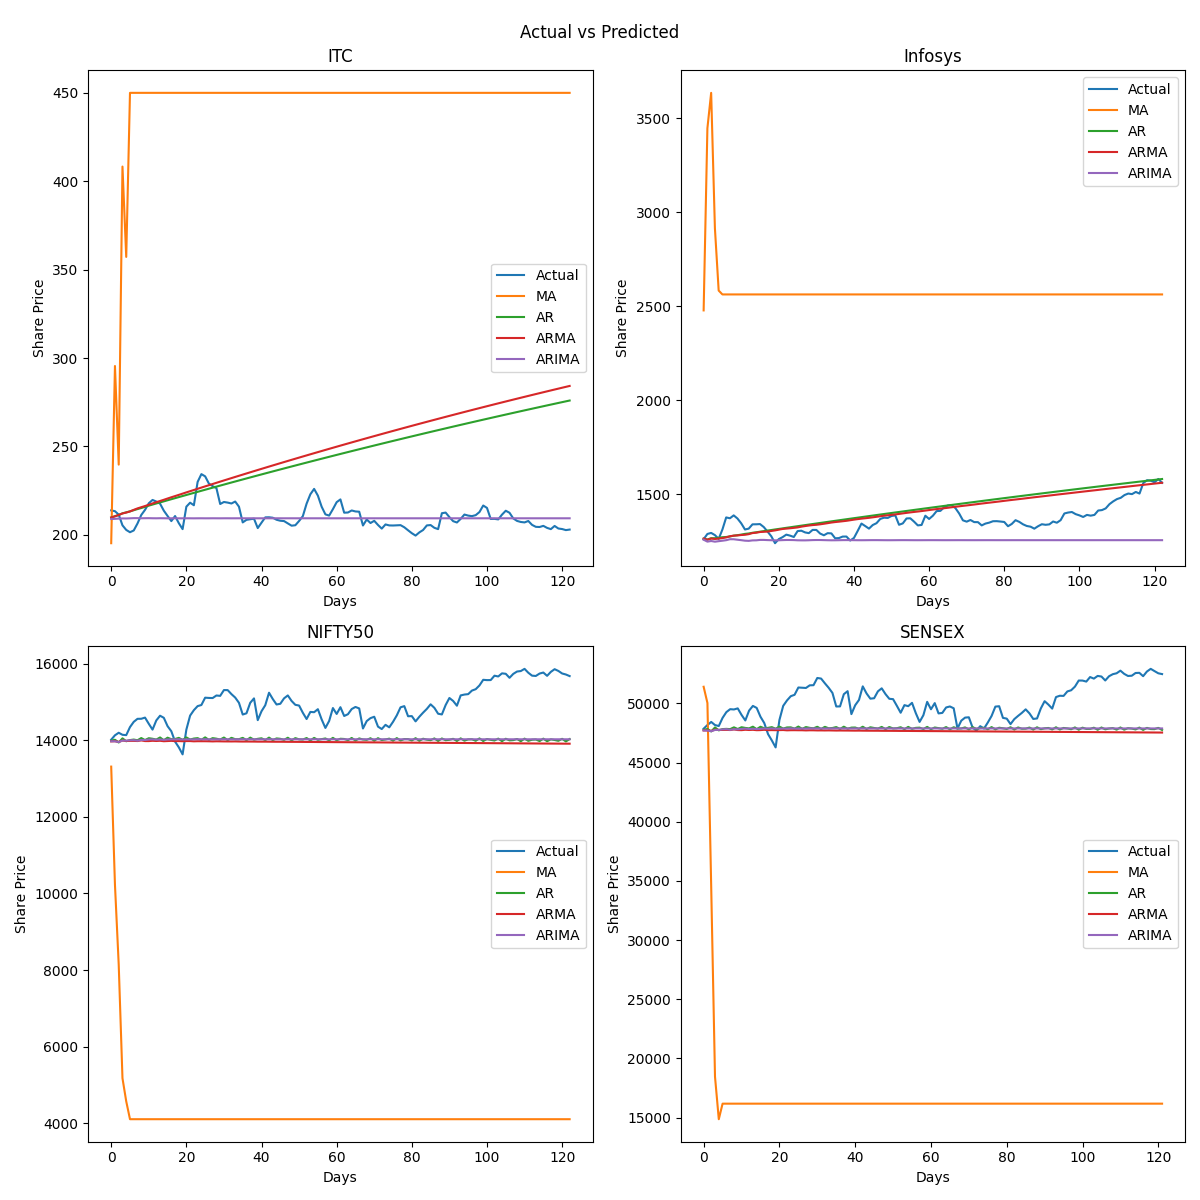 Actual vs Predicted
ITC
450
400
350
300
250
200
Share Price
0 20 40 60 80 100 120
Days
Actual
MA
AR
ARMA
ARIMA
Infosys
3500
3000
2500
2000
1500
Share Price
0 20 40 60 80 100 120
Days
Actual
MA
AR
ARMA
ARIMA
NIFTY50
16000
14000
12000
10000
8000
6000
4000
Share Price
0 20 40 60 80 100 120
Days
Actual
MA
AR
ARMA
ARIMA
SENSEX
50000
45000
40000
35000
30000
25000
20000
15000
Share Price
0 20 40 60 80 100 120
Days
Actual
MA
AR
ARMA
ARIMA